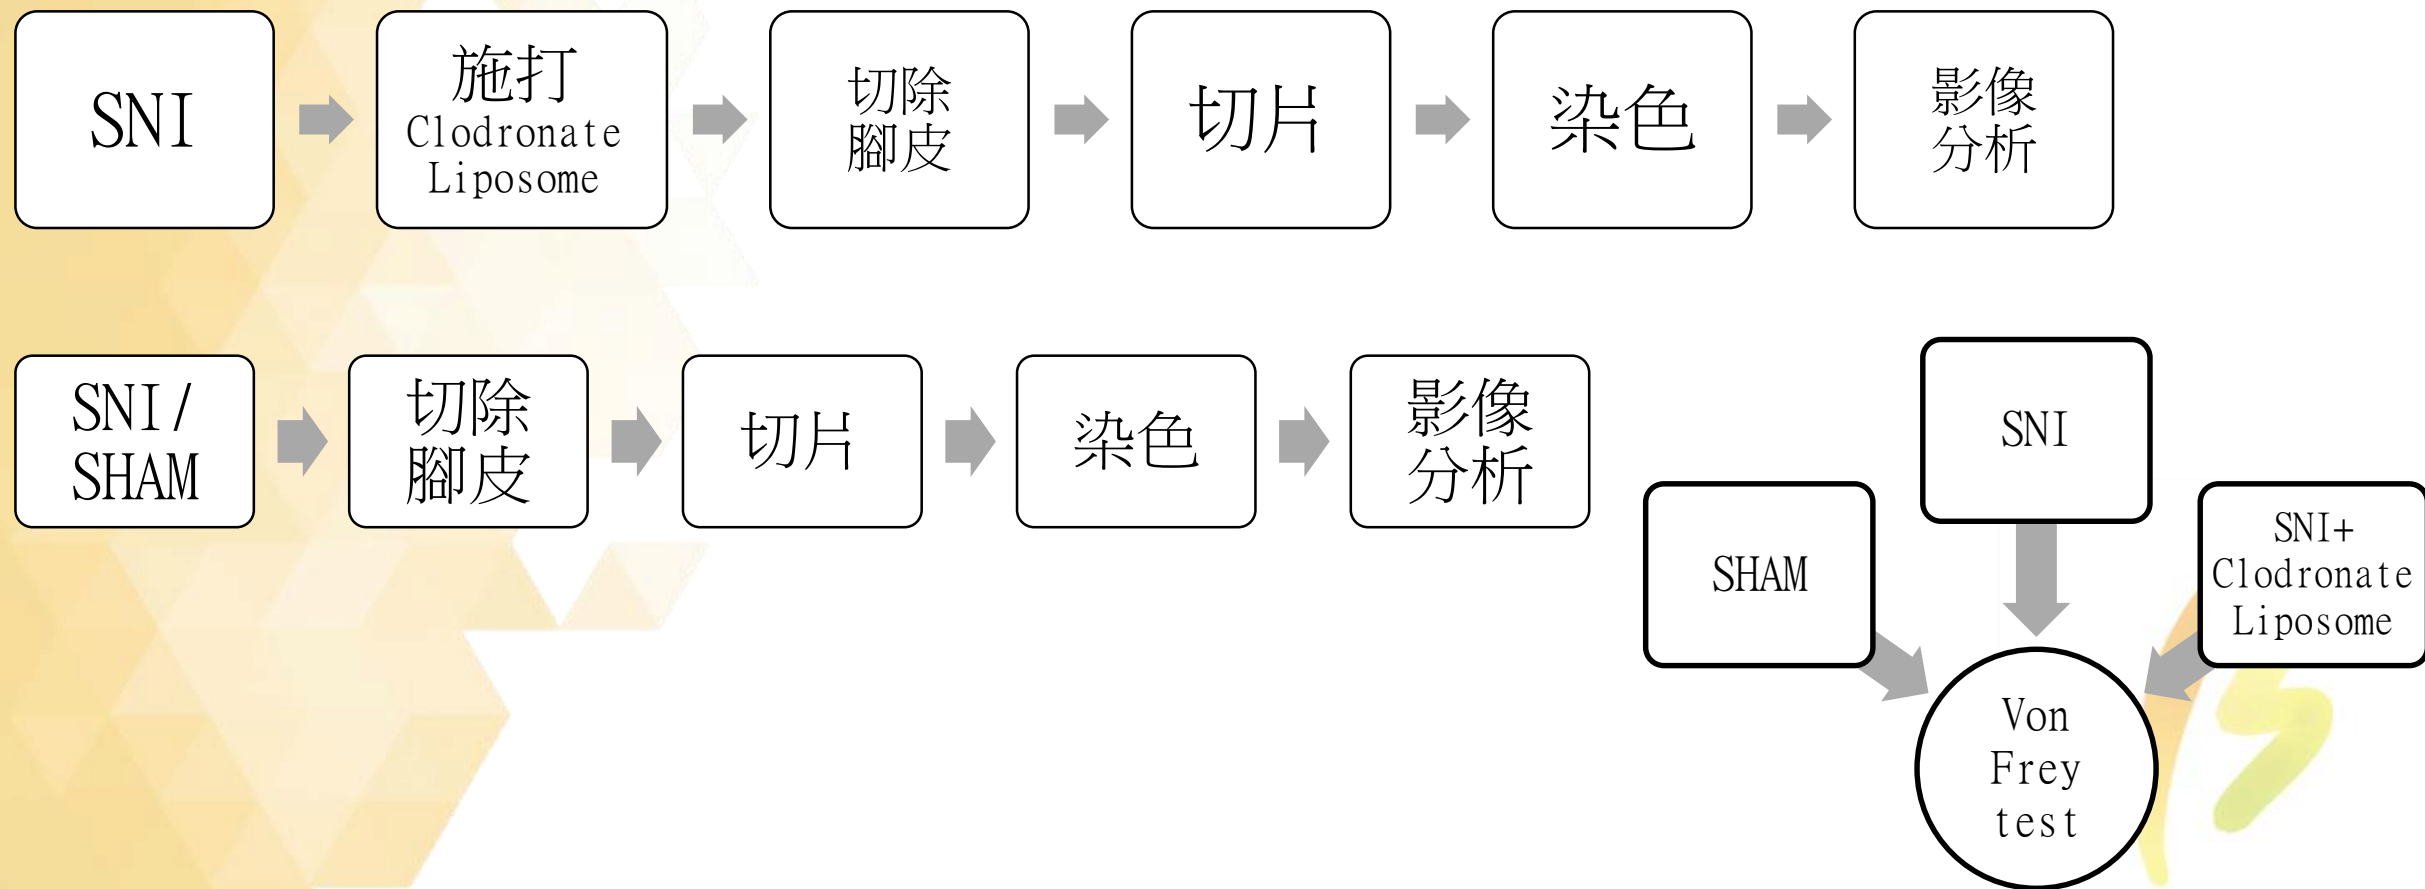 SNI
施打
Clodronate
Liposome
切除
腳皮
切片
染色
影像
分析
SNI/
SHAM
切除
腳皮
切片
染色
影像
分析
SHAM
SNI
SNI+
Clodronate
Liposome
Von
Frey
test